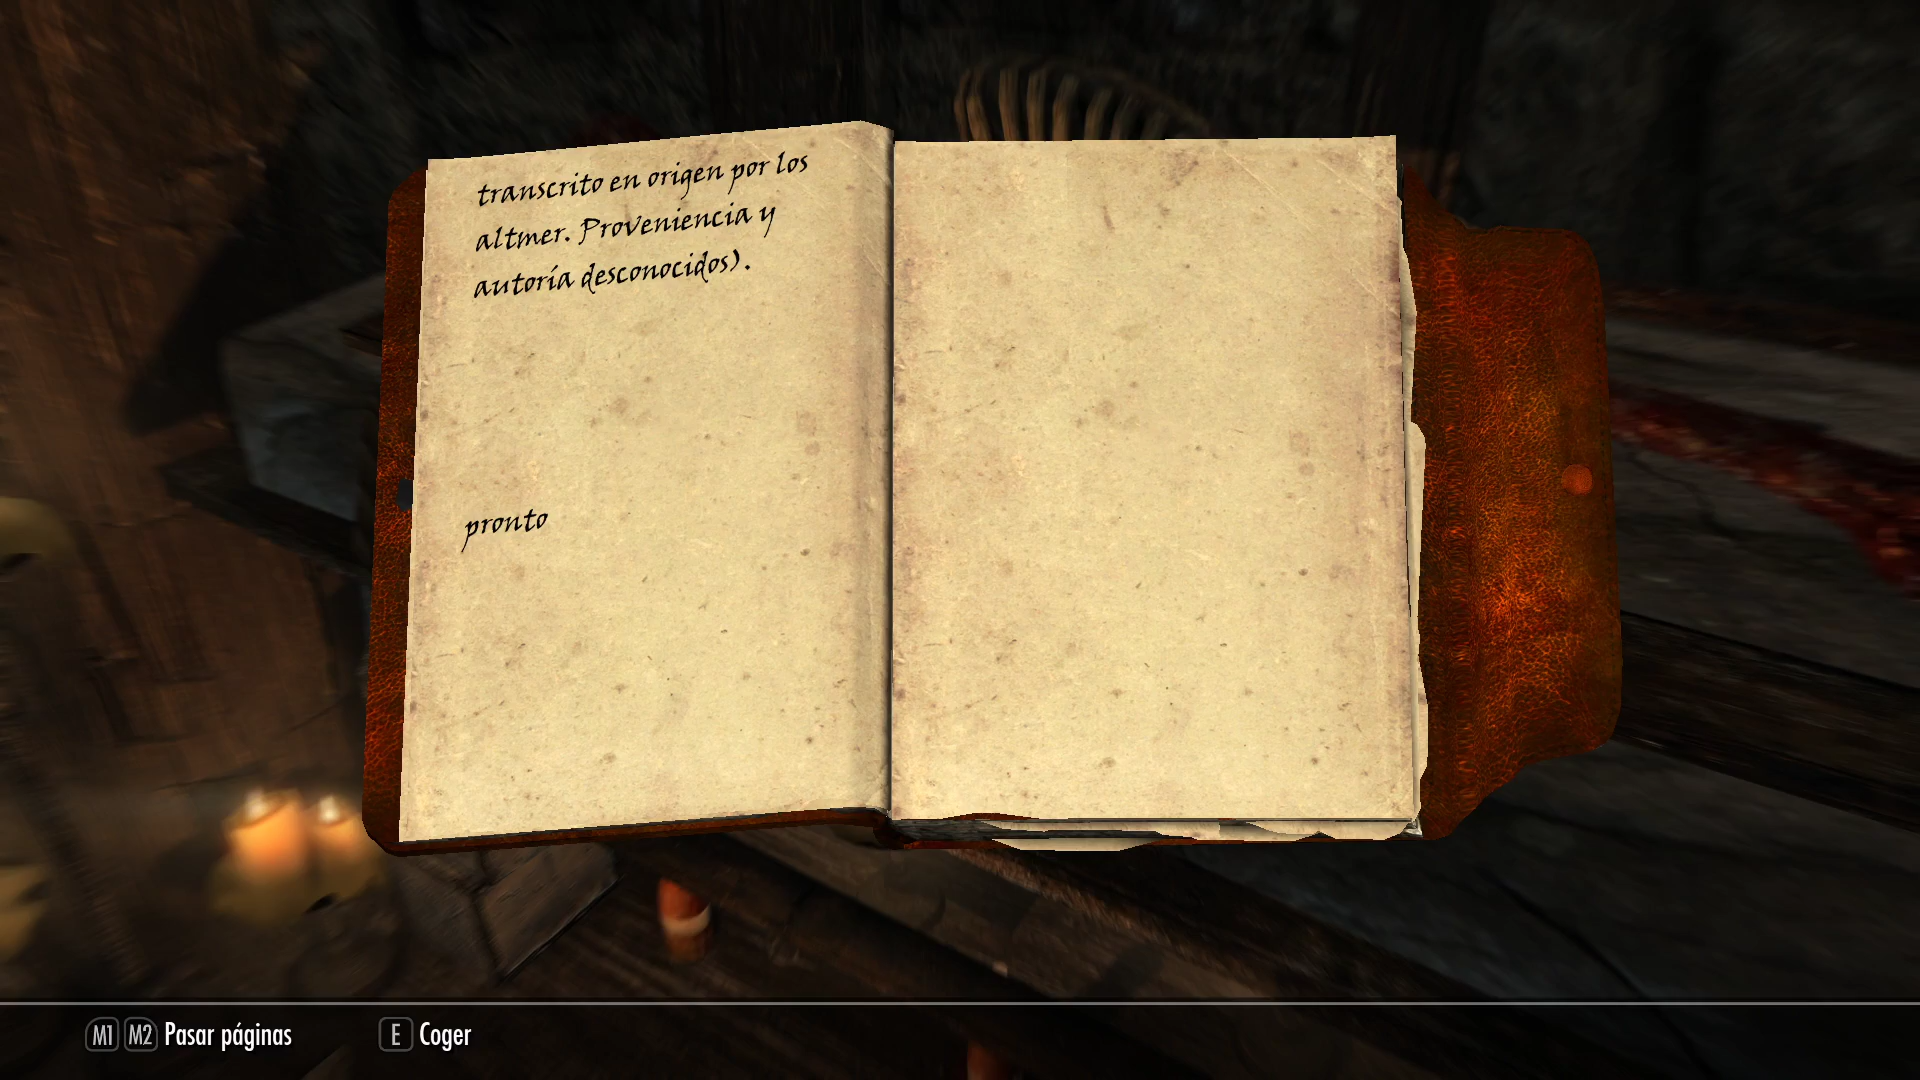 transcrito en origen por los
altmer. Proveniencia y
autoría desconocidos).
pronto
M1 M2 Pasar páginas
E Coger